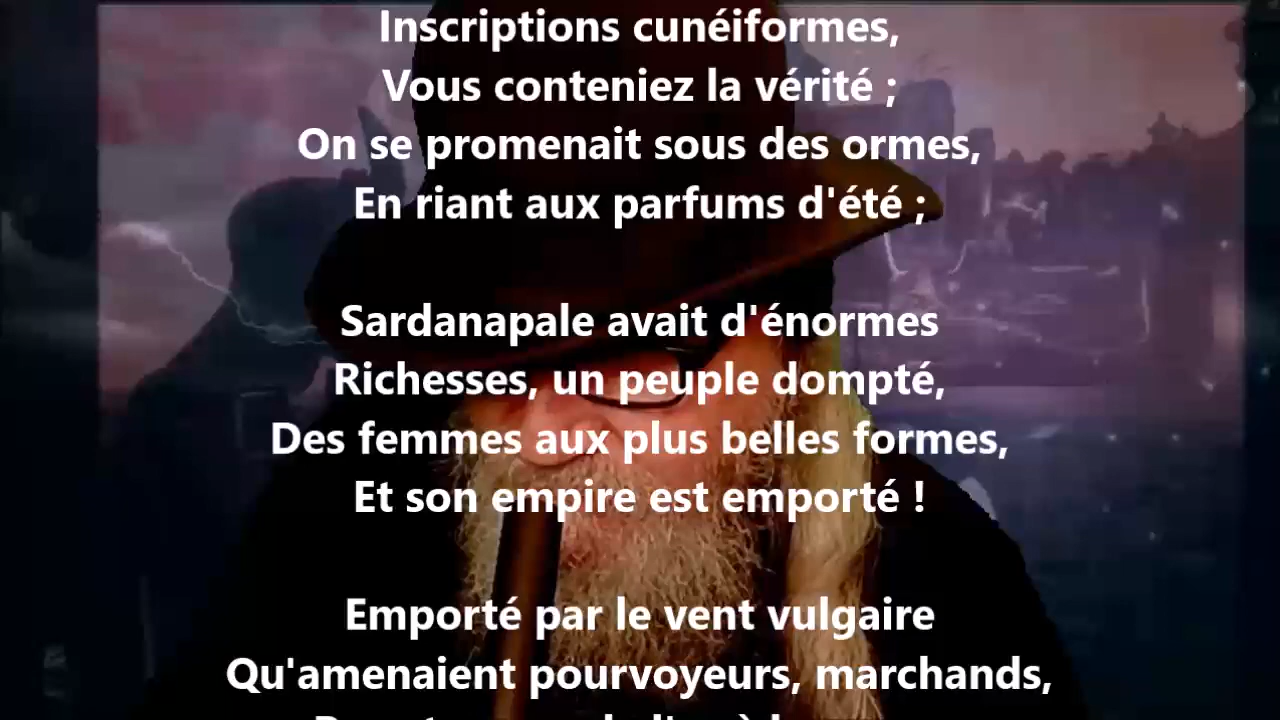 Inscriptions cunéiformes,
Vous conteniez la vérité ;
On se promenait sous des ormes,
En riant aux parfums d'été ;
Sardanapale avait d'énormes
Richesses, un peuple dompté,
Des femmes aux plus belles formes,
Et son empire est emporté !
Emporté par le vent vulgaire
Qu'amenaient pourvoyeurs, marchands,